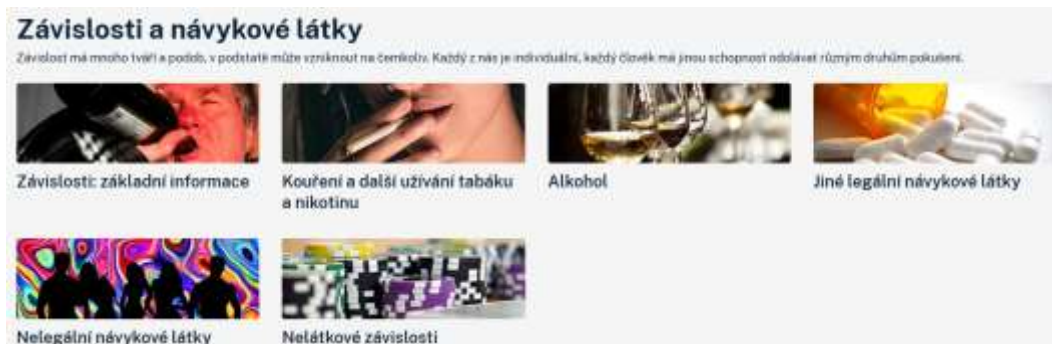 Závislosti a návykové látky
Závislost má mnoho tváří a podob, v podstatě může vzniknout na čemkoliv. Každý z nás je individuální, každý člověk má jinou schopnost odolávat různým druhům pokušení.
Závislosti: základní informace
Kouření a další užívání tabáku
a nikotinu
Alkohol
Jiné legální návykové látky
Nelegální návykové látky
Nelátkové závislosti